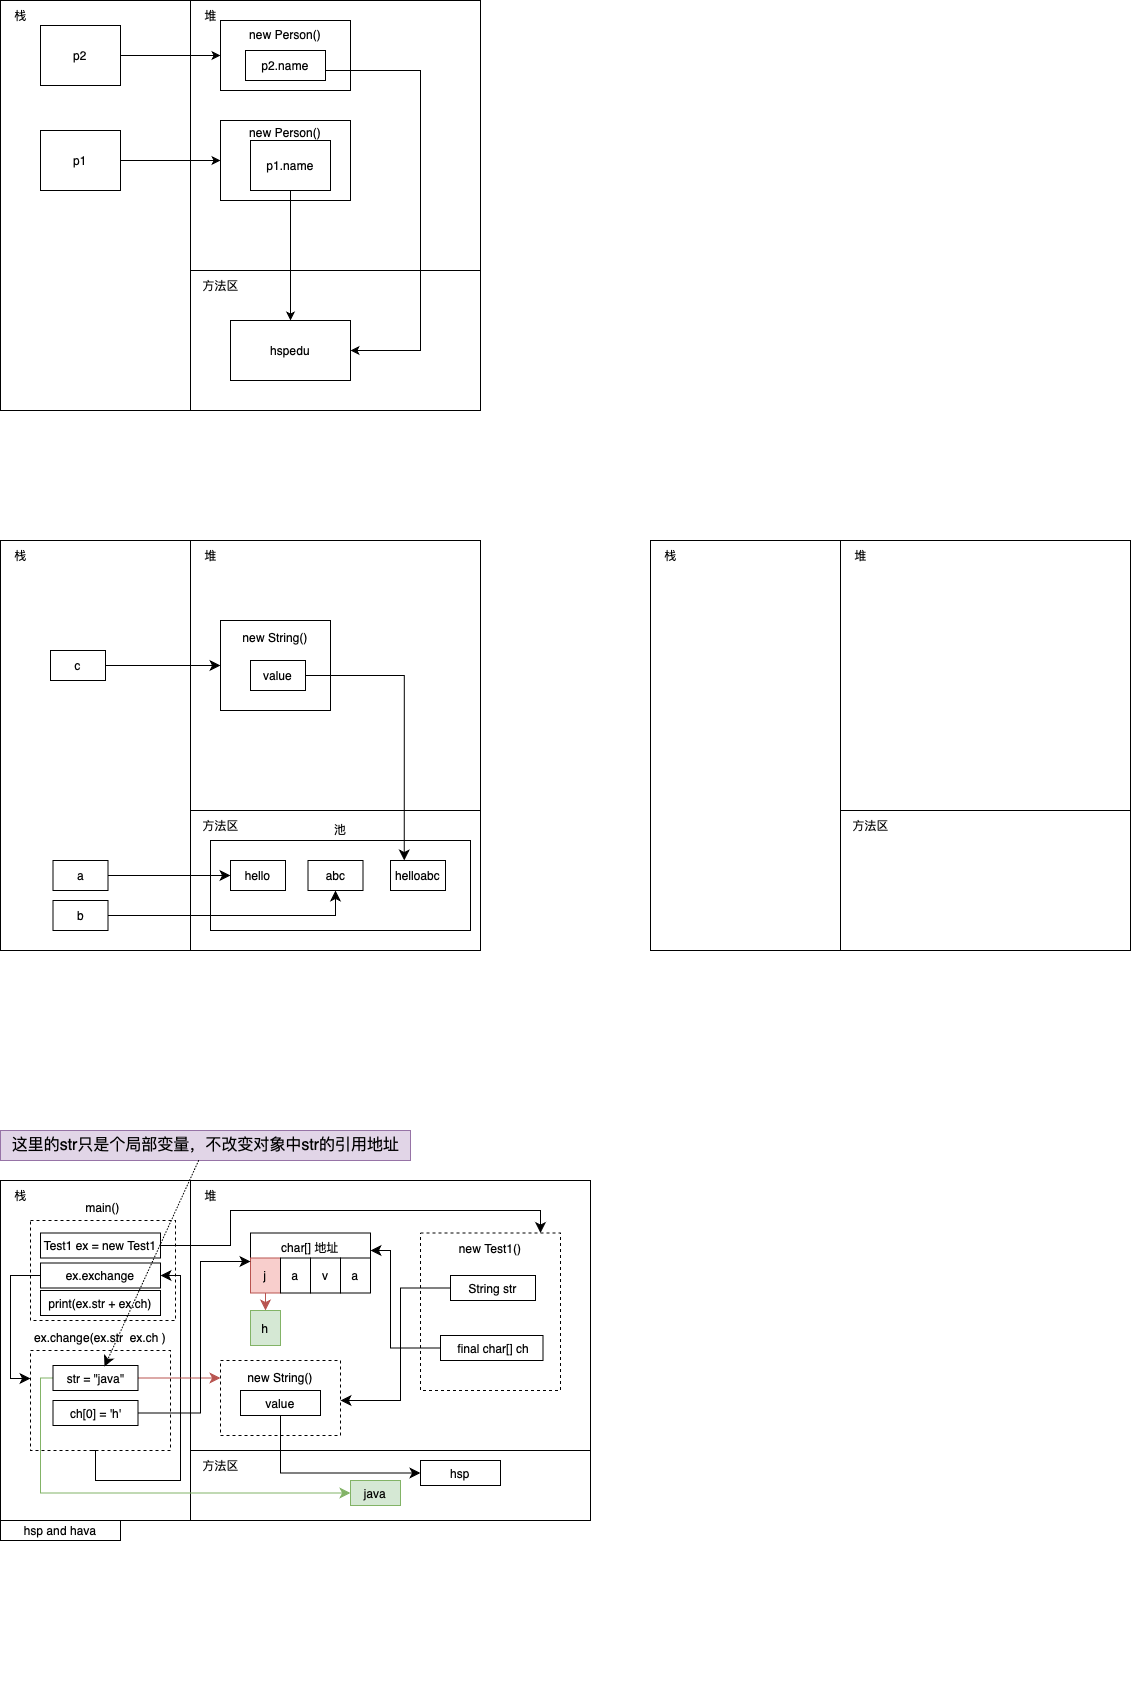 栈
堆
new Person()
p2
p2.name
new Person()
p1
p1.name
方法区
hspedu
栈
堆
new String()
c
value
方法区
池
a
hello
abc
helloabc
b
栈
堆
方法区
这里的str只是个局部变量，不改变对象中str的引用地址
栈
堆
main()
Test1 ex = new Test1
char[] 地址
new Test1()
ex.exchange
j
a
v
a
String str
print(ex.str + ex.ch)
h
ex.change(ex.str ex.ch )
final char[] ch
str = "java"
new String()
value
ch[0] = 'h'
方法区
hsp
java
hsp and hava